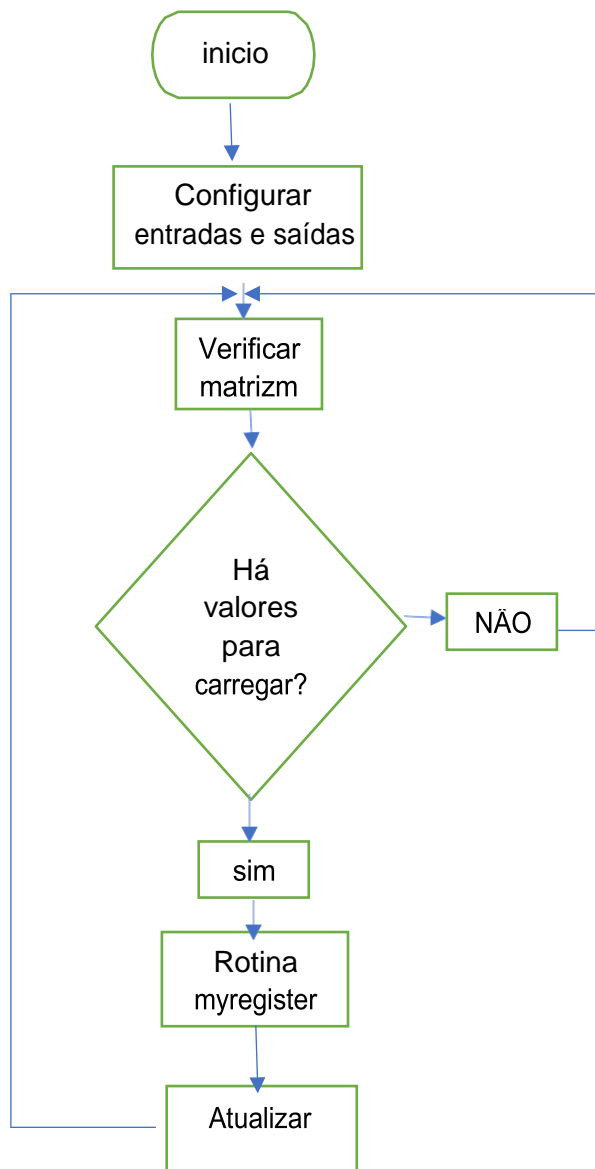 inicio
Configurar
entradas e saídas
Verificar
matrizm
Há
valores
para
carregar?
NÃO
sim
Rotina
myregister
Atualizar